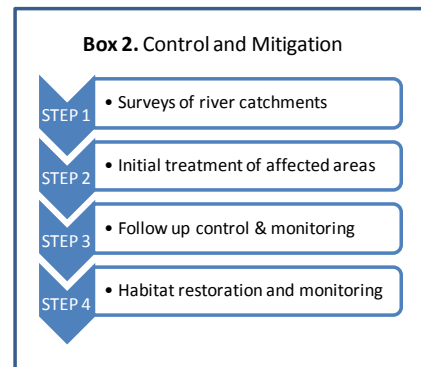 Box 2. Control and Mitigation
STEP 1
• Surveys of river catchments
STEP 2
• Initial treatment of affected areas
STEP 3
• Follow up control & monitoring
STEP 4
• Habitat restoration and monitoring